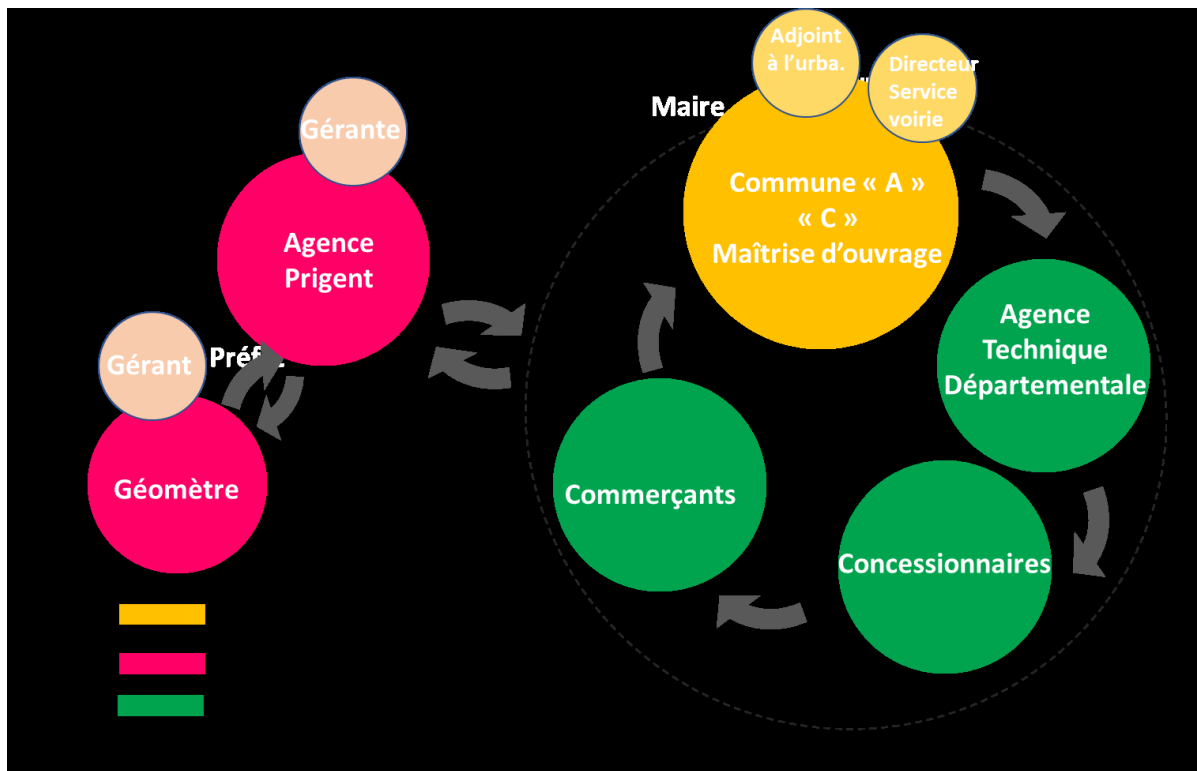 Adjoint
à l'urba.
Directeur
Service
voirie
Maire
Gérante
Commune « A »
« C »
Maîtrise d'ouvrage
Agence
Prigent
Agence
Technique
Départementale
Gérant
Géomètre
Commerçants
Concessionnaires